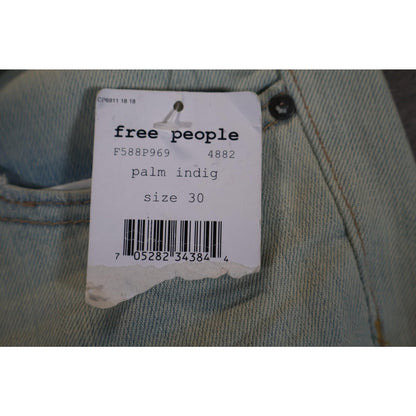 CP6911 18 18
free people
F588P969 4882
palm indig
size 30
7 05282 34384 4